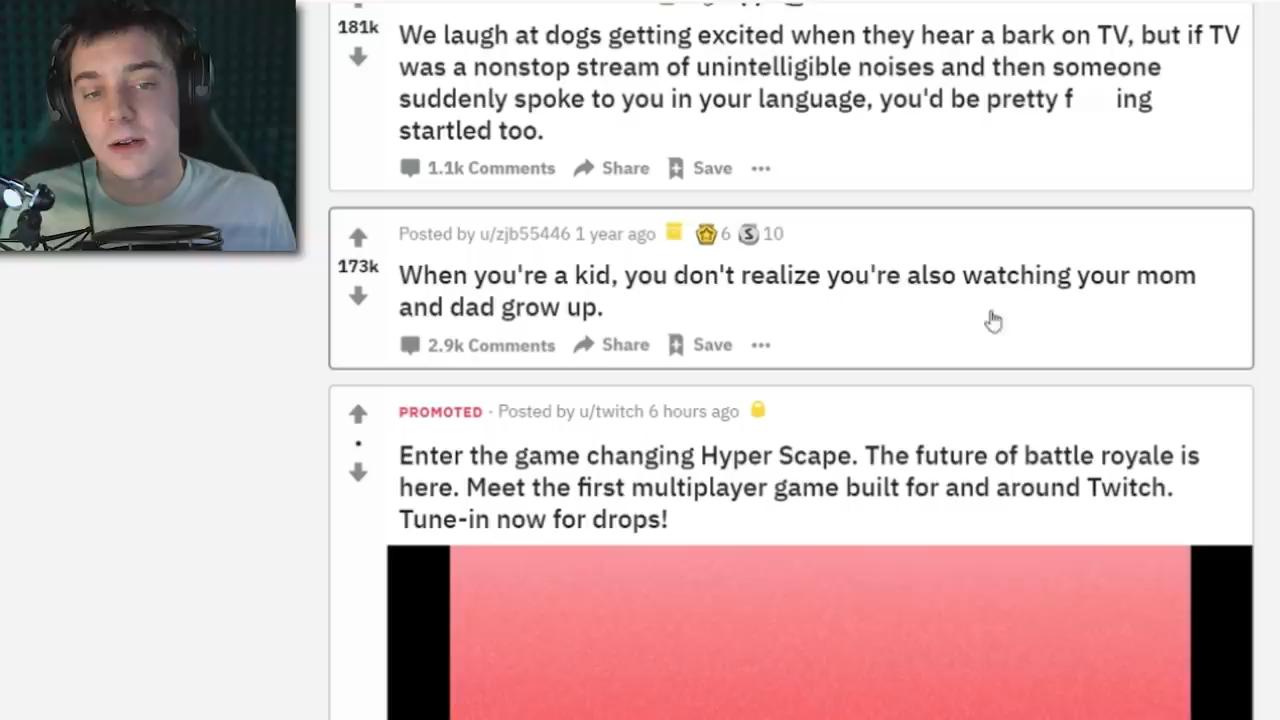 181k
We laugh at dogs getting excited when they hear a bark on TV, but if TV
was a nonstop stream of unintelligible noises and then someone
suddenly spoke to you in your language, you'd be pretty f ing
startled too.
1.1k Comments Share Save
Posted by u/zjb55446 1 year ago 6 S 10
173k
When you're a kid, you don't realize you're also watching your mom
and dad grow up.
2.9k Comments Share Save
PROMOTED · Posted by u/twitch 6 hours ago
Enter the game changing Hyper Scape. The future of battle royale is
here. Meet the first multiplayer game built for and around Twitch.
Tune-in now for drops!